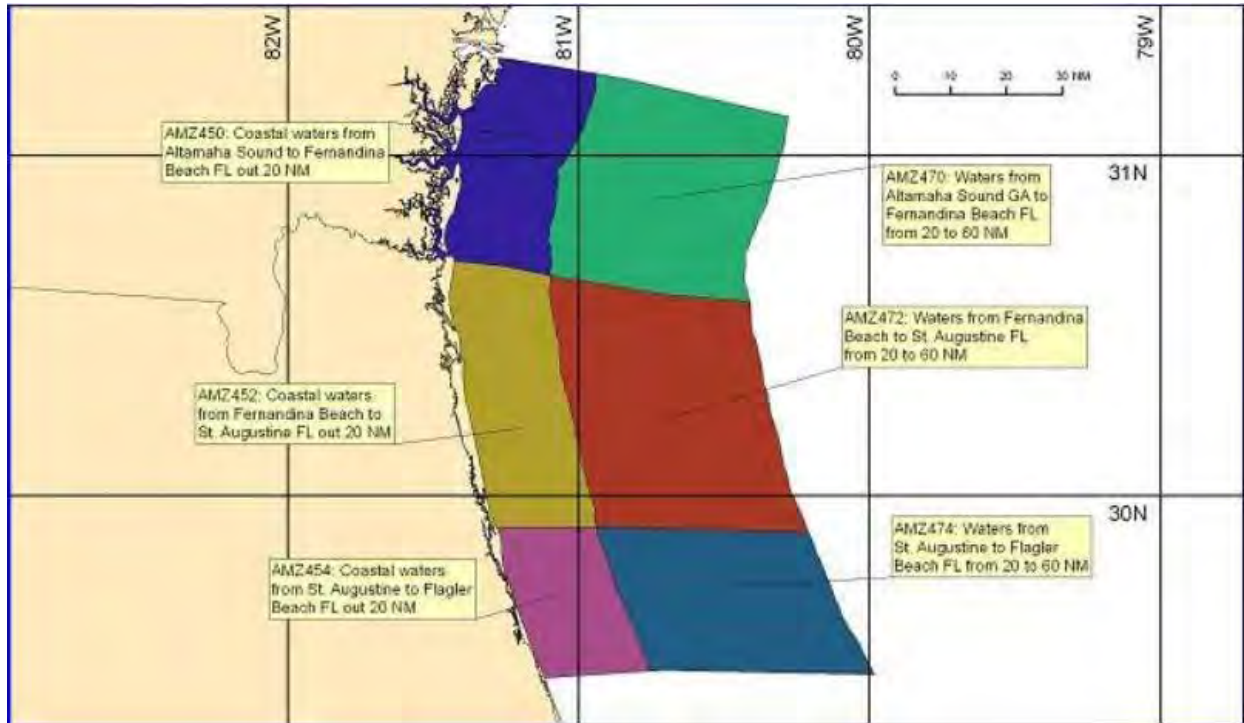 82W
81W
80W
79W
0 10 20 30 NM
AMZ450: Coastal waters from
Altamaha Sound to Fernandina
Beach FL out 20 NM
31N
AMZ470: Waters from
Altamaha Sound GA to
Fernandina Beach FL
from 20 to 60 NM
AMZ472: Waters from Fernandina
Beach to St. Augustine FL
from 20 to 60 NM
AMZ452: Coastal waters
from Fernandina Beach to
St. Augustine FL out 20 NM
30N
AMZ474: Waters from
St. Augustine to Flagler
Beach FL from 20 to 60 NM
AMZ454: Coastal waters
from St. Augustine to Flagler
Beach FL out 20 NM